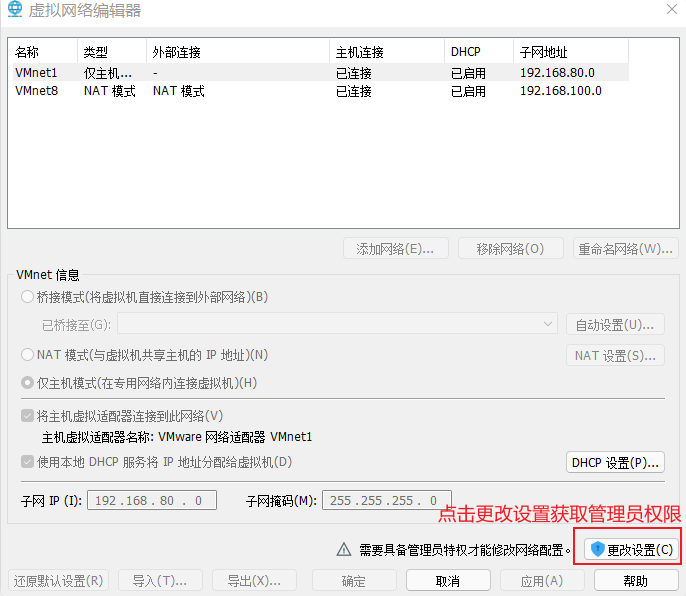 虚拟网络编辑器
名称 类型 外部连接 主机连接 DHCP 子网地址
VMnet1 仅主机... - 已连接 已启用 192.168.80.0
VMnet8 NAT 模式 NAT 模式 已连接 已启用 192.168.100.0
添加网络(E)... 移除网络(O) 重命名网络(W)...
VMnet 信息
桥接模式(将虚拟机直接连接到外部网络)(B)
已桥接至(G): 自动设置(U)...
NAT 模式(与虚拟机共享主机的 IP 地址)(N) NAT 设置(S)...
仅主机模式(在专用网络内连接虚拟机)(H)
将主机虚拟适配器连接到此网络(V)
主机虚拟适配器名称: VMware 网络适配器 VMnet1
使用本地 DHCP 服务将 IP 地址分配给虚拟机(D) DHCP 设置(P)...
子网 IP (I): 192 . 168 . 80 . 0 子网掩码(M): 255 . 255 . 255 . 0
点击更改设置获取管理员权限
需要具备管理员特权才能修改网络配置。 更改设置(C)
还原默认设置(R) 导入(T)... 导出(X)... 确定 取消 应用(A) 帮助